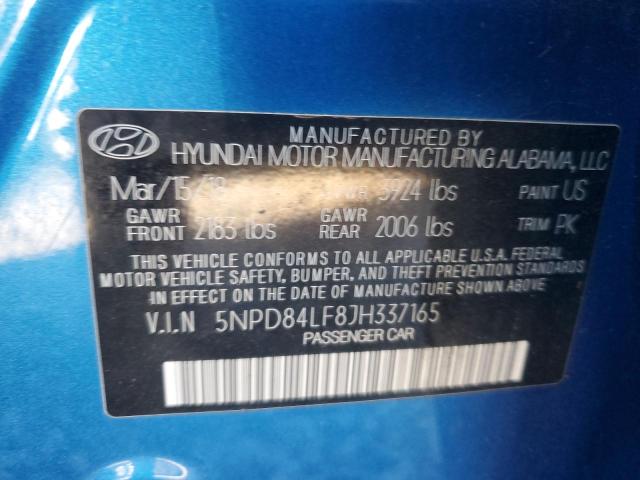 MANUFACTURED BY
HYUNDAI MOTOR MANUFACTURING ALABAMA, LLC
Mar/15/18 3924 lbs PAINT US
GAWR FRONT 2183 lbs GAWR REAR 2006 lbs TRIM PK
THIS VEHICLE CONFORMS TO ALL APPLICABLE U.S.A. FEDERAL
MOTOR VEHICLE SAFETY, BUMPER, AND THEFT PREVENTION STANDARDS
IN EFFECT ON THE DATE OF MANUFACTURE SHOWN ABOVE.
V.I.N 5NPD84LF8JH337165
PASSENGER CAR